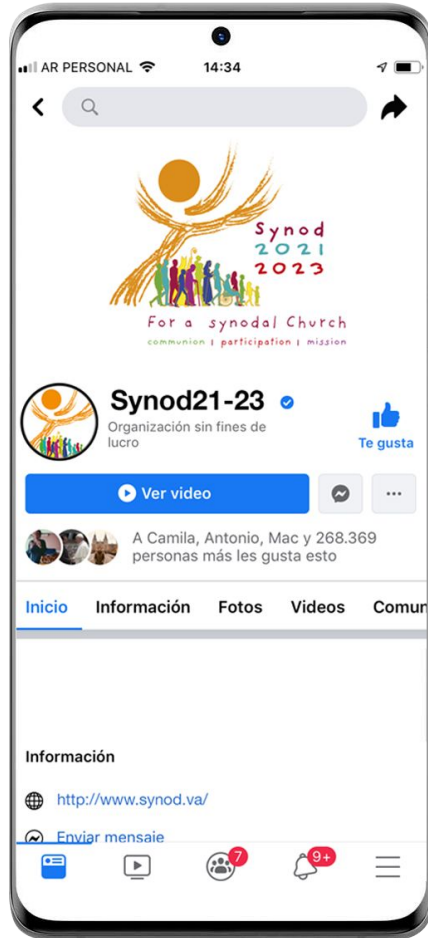 AR PERSONAL
14:34
Synod
2021
2023
For a synodal Church
communion | participation | mission
Synod21-23
Organización sin fines de
lucro
Te gusta
Ver video
A Camila, Antonio, Mac y 268.369
personas más les gusta esto
Inicio Información Fotos Videos Comun
Información
http://www.synod.va/
Enviar mensaje
7
9+